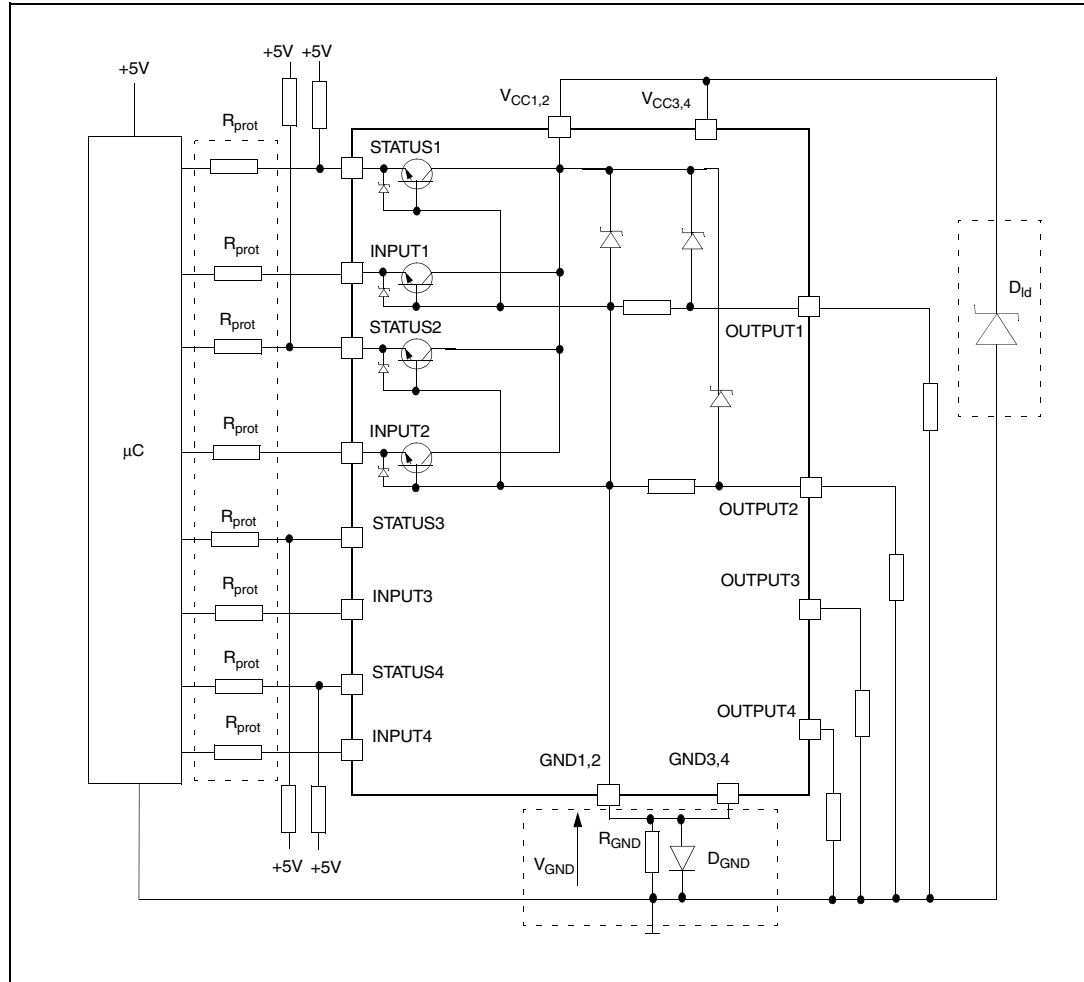 +5V +5V
+5V
V_CC1,2 V_CC3,4
R_prot
STATUS1
R_prot
INPUT1
D_ld
R_prot
STATUS2
OUTPUT1
R_prot
INPUT2
μC
OUTPUT2
R_prot
STATUS3
OUTPUT3
R_prot
INPUT3
R_prot
STATUS4
OUTPUT4
R_prot
INPUT4
GND1,2 GND3,4
R_GND
V_GND
D_GND
+5V +5V